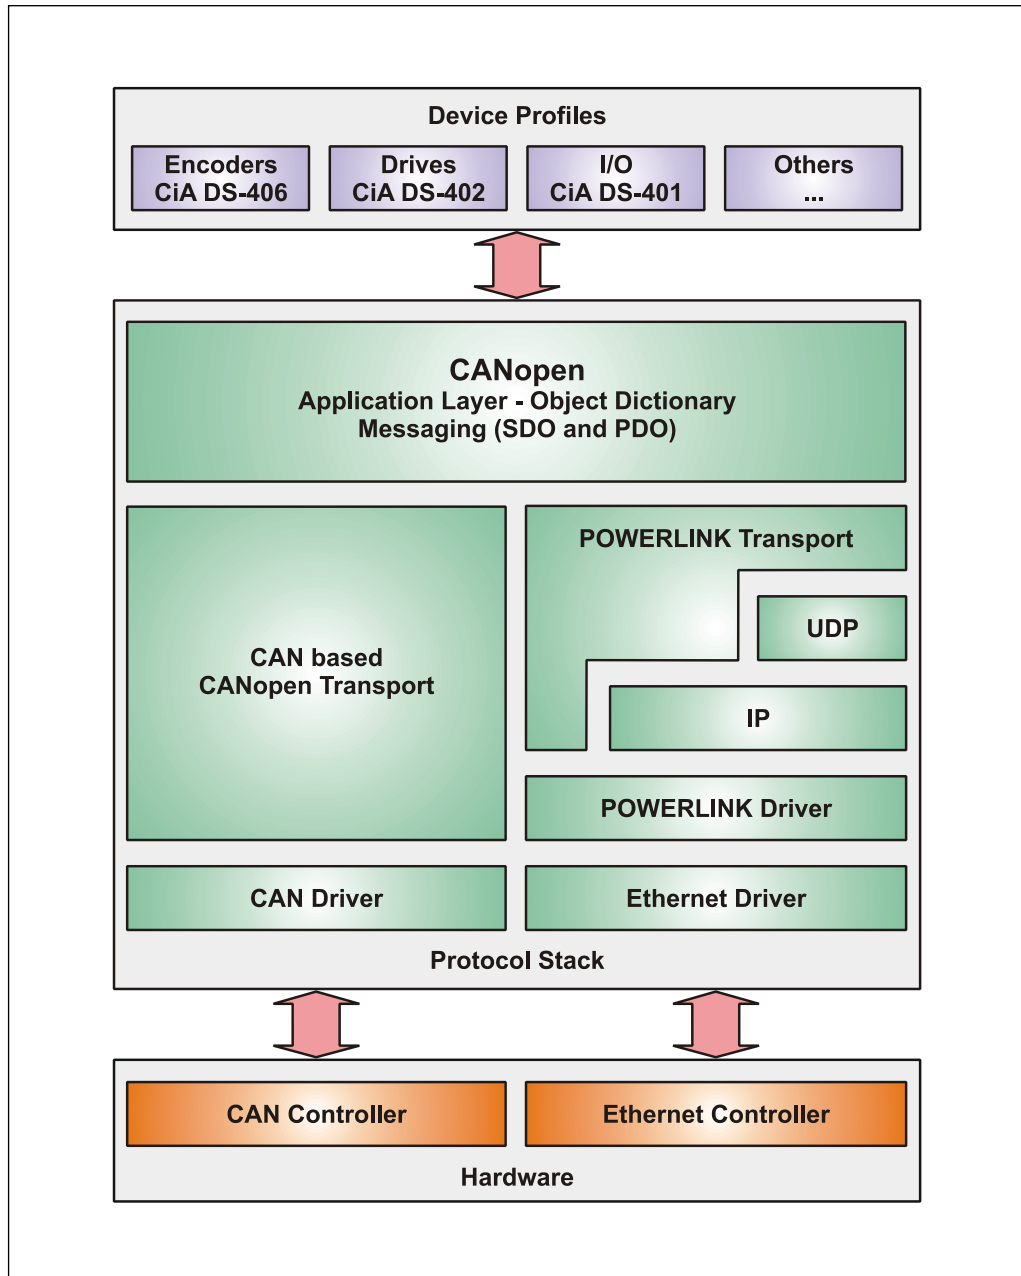 Device Profiles
Encoders
CiA DS-406
Drives
CiA DS-402
I/O
CiA DS-401
Others
...
CANopen
Application Layer - Object Dictionary
Messaging (SDO and PDO)
CAN based
CANopen Transport
POWERLINK Transport
UDP
IP
POWERLINK Driver
CAN Driver
Ethernet Driver
Protocol Stack
CAN Controller
Ethernet Controller
Hardware